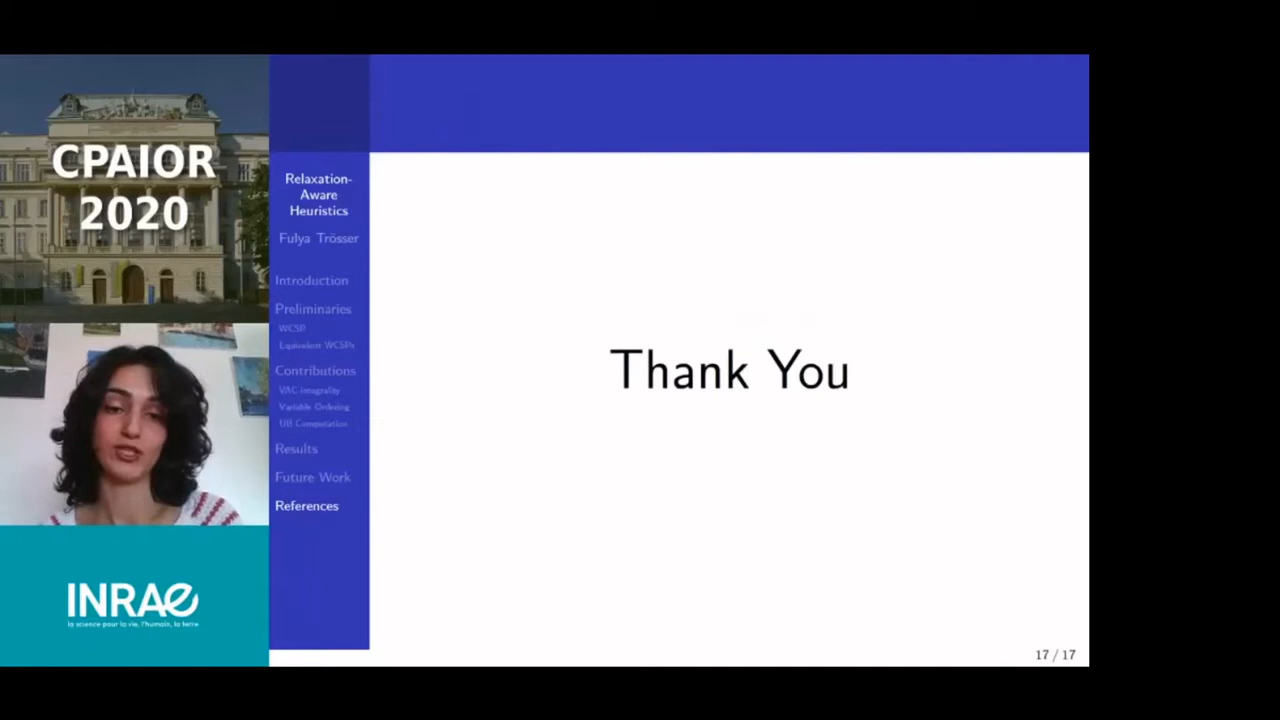 CPAIOR
2020
INRAE
la science pour la vie, l'humain, la terre
Relaxation-
Aware
Heuristics
Fulya Trösser
Introduction
Preliminaries
WCSP
Equivalent WCSPs
Contributions
VAC-integrality
Variable Ordering
UB Computation
Results
Future Work
References
Thank You
17 / 17